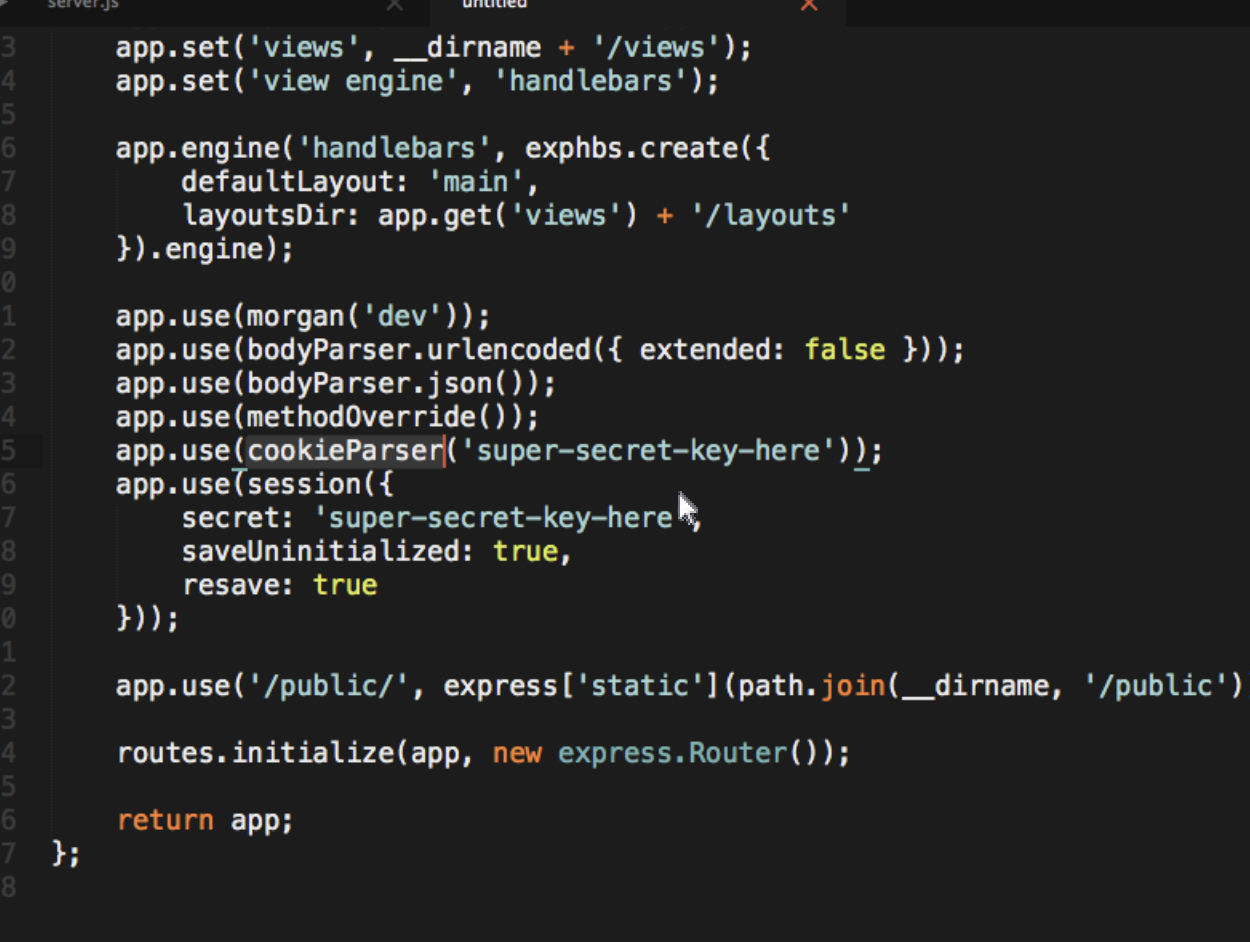 server.js untitled
3 app.set('views', __dirname + '/views');
4 app.set('view engine', 'handlebars');
5
6 app.engine('handlebars', exphbs.create({
7 defaultLayout: 'main',
8 layoutsDir: app.get('views') + '/layouts'
9 }).engine);
0
1 app.use(morgan('dev'));
2 app.use(bodyParser.urlencoded({ extended: false }));
3 app.use(bodyParser.json());
4 app.use(methodOverride());
5 app.use(cookieParser('super-secret-key-here'));
6 app.use(session({
7 secret: 'super-secret-key-here',
8 saveUninitialized: true,
9 resave: true
0 }));
1
2 app.use('/public/', express['static'](path.join(__dirname, '/public')
3
4 routes.initialize(app, new express.Router());
5
6 return app;
7 };
8